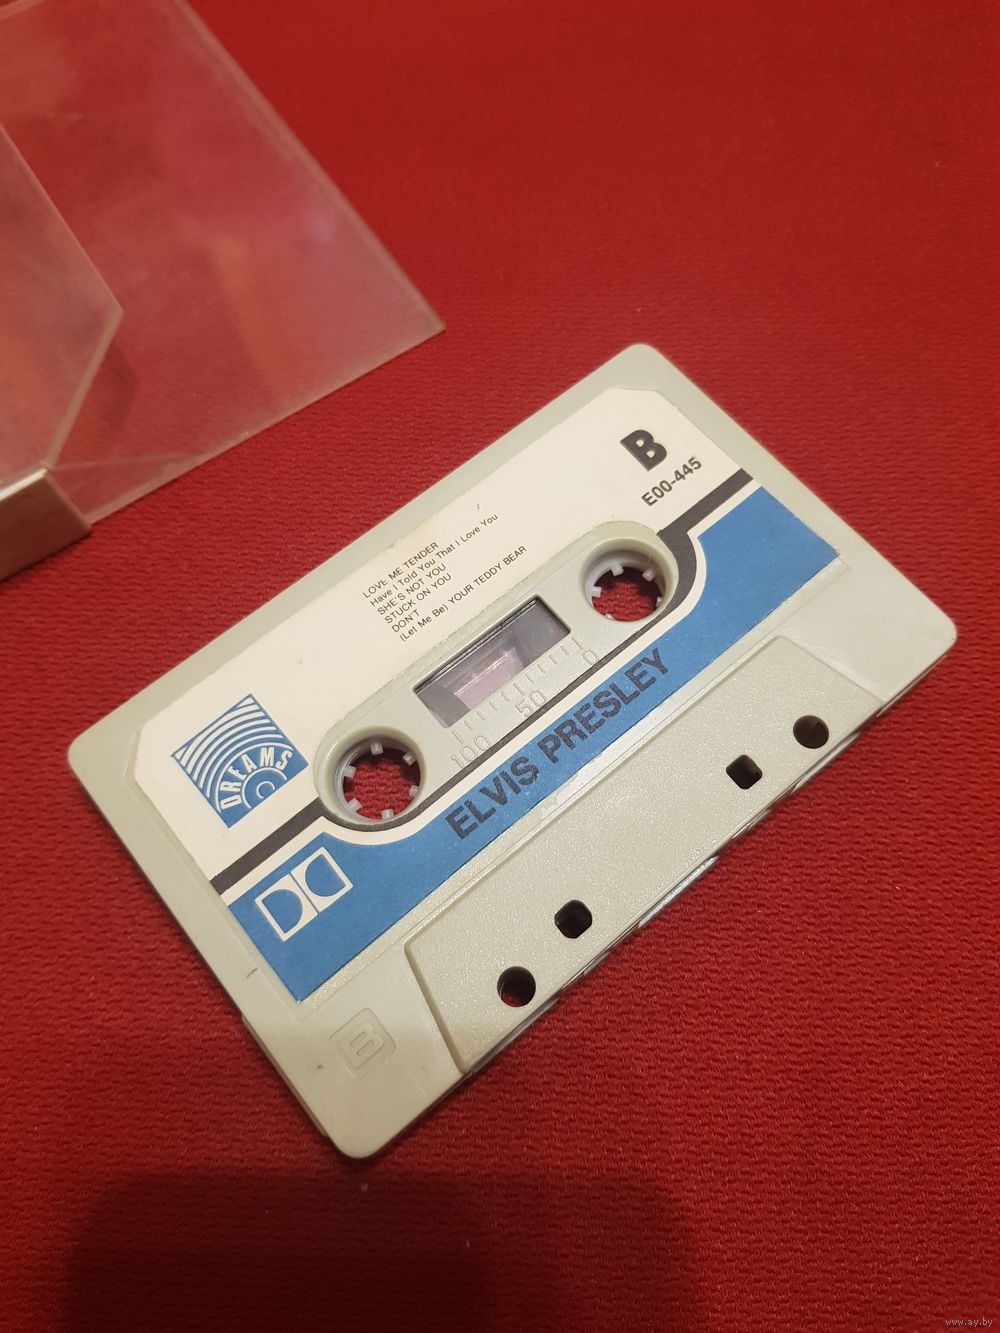 B
E00-445
LOVE ME TENDER
Have I Told You That I Love You
SHE'S NOT YOU
STUCK ON YOU
DON'T
(Let Me Be) YOUR TEDDY BEAR
DREAMS
100 50 0
ELVIS PRESLEY
B
www.ay.by